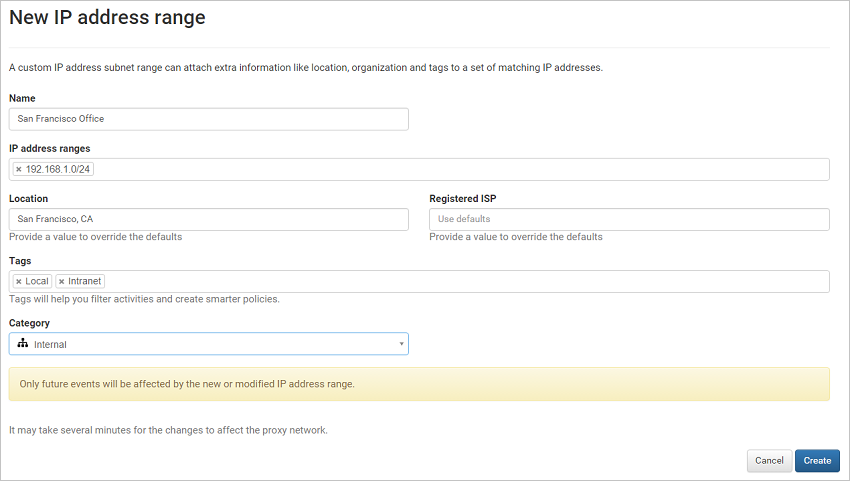 New IP address range
A custom IP address subnet range can attach extra information like location, organization and tags to a set of matching IP addresses.
Name
San Francisco Office
IP address ranges
× 192.168.1.0/24
Location Registered ISP
San Francisco, CA Use defaults
Provide a value to override the defaults Provide a value to override the defaults
Tags
× Local × Intranet
Tags will help you filter activities and create smarter policies.
Category
Internal
Only future events will be affected by the new or modified IP address range.
It may take several minutes for the changes to affect the proxy network.
Cancel Create